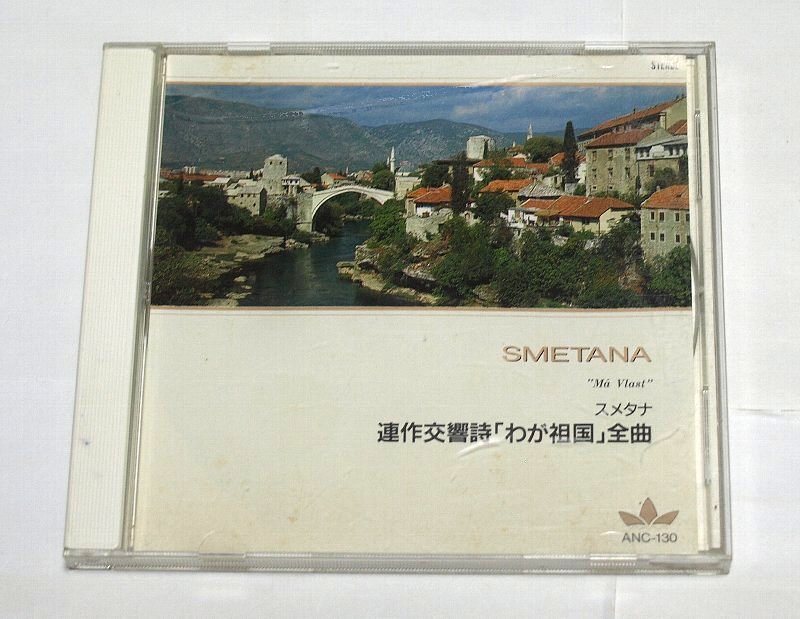 STEREO
SMETANA
"Má Vlast"
スメタナ
連作交響詩「わが祖国」全曲
ANC-130